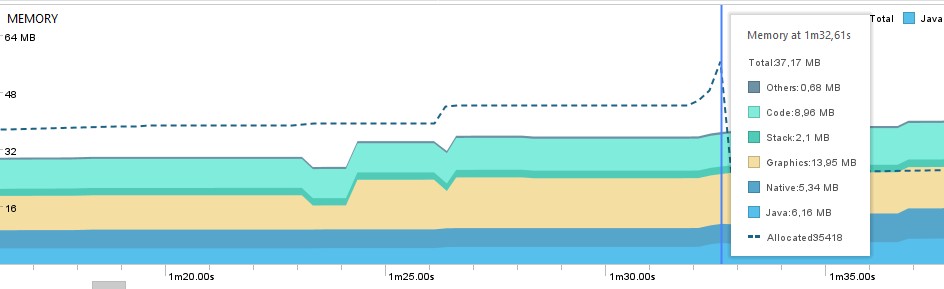 MEMORY
Total Java
64 MB
48
32
16
Memory at 1m32,61s
Total:37,17 MB
Others:0,68 MB
Code:8,96 MB
Stack:2,1 MB
Graphics:13,95 MB
Native:5,34 MB
Java:6,16 MB
Allocated35418
1m20.00s 1m25.00s 1m30.00s 1m35.00s